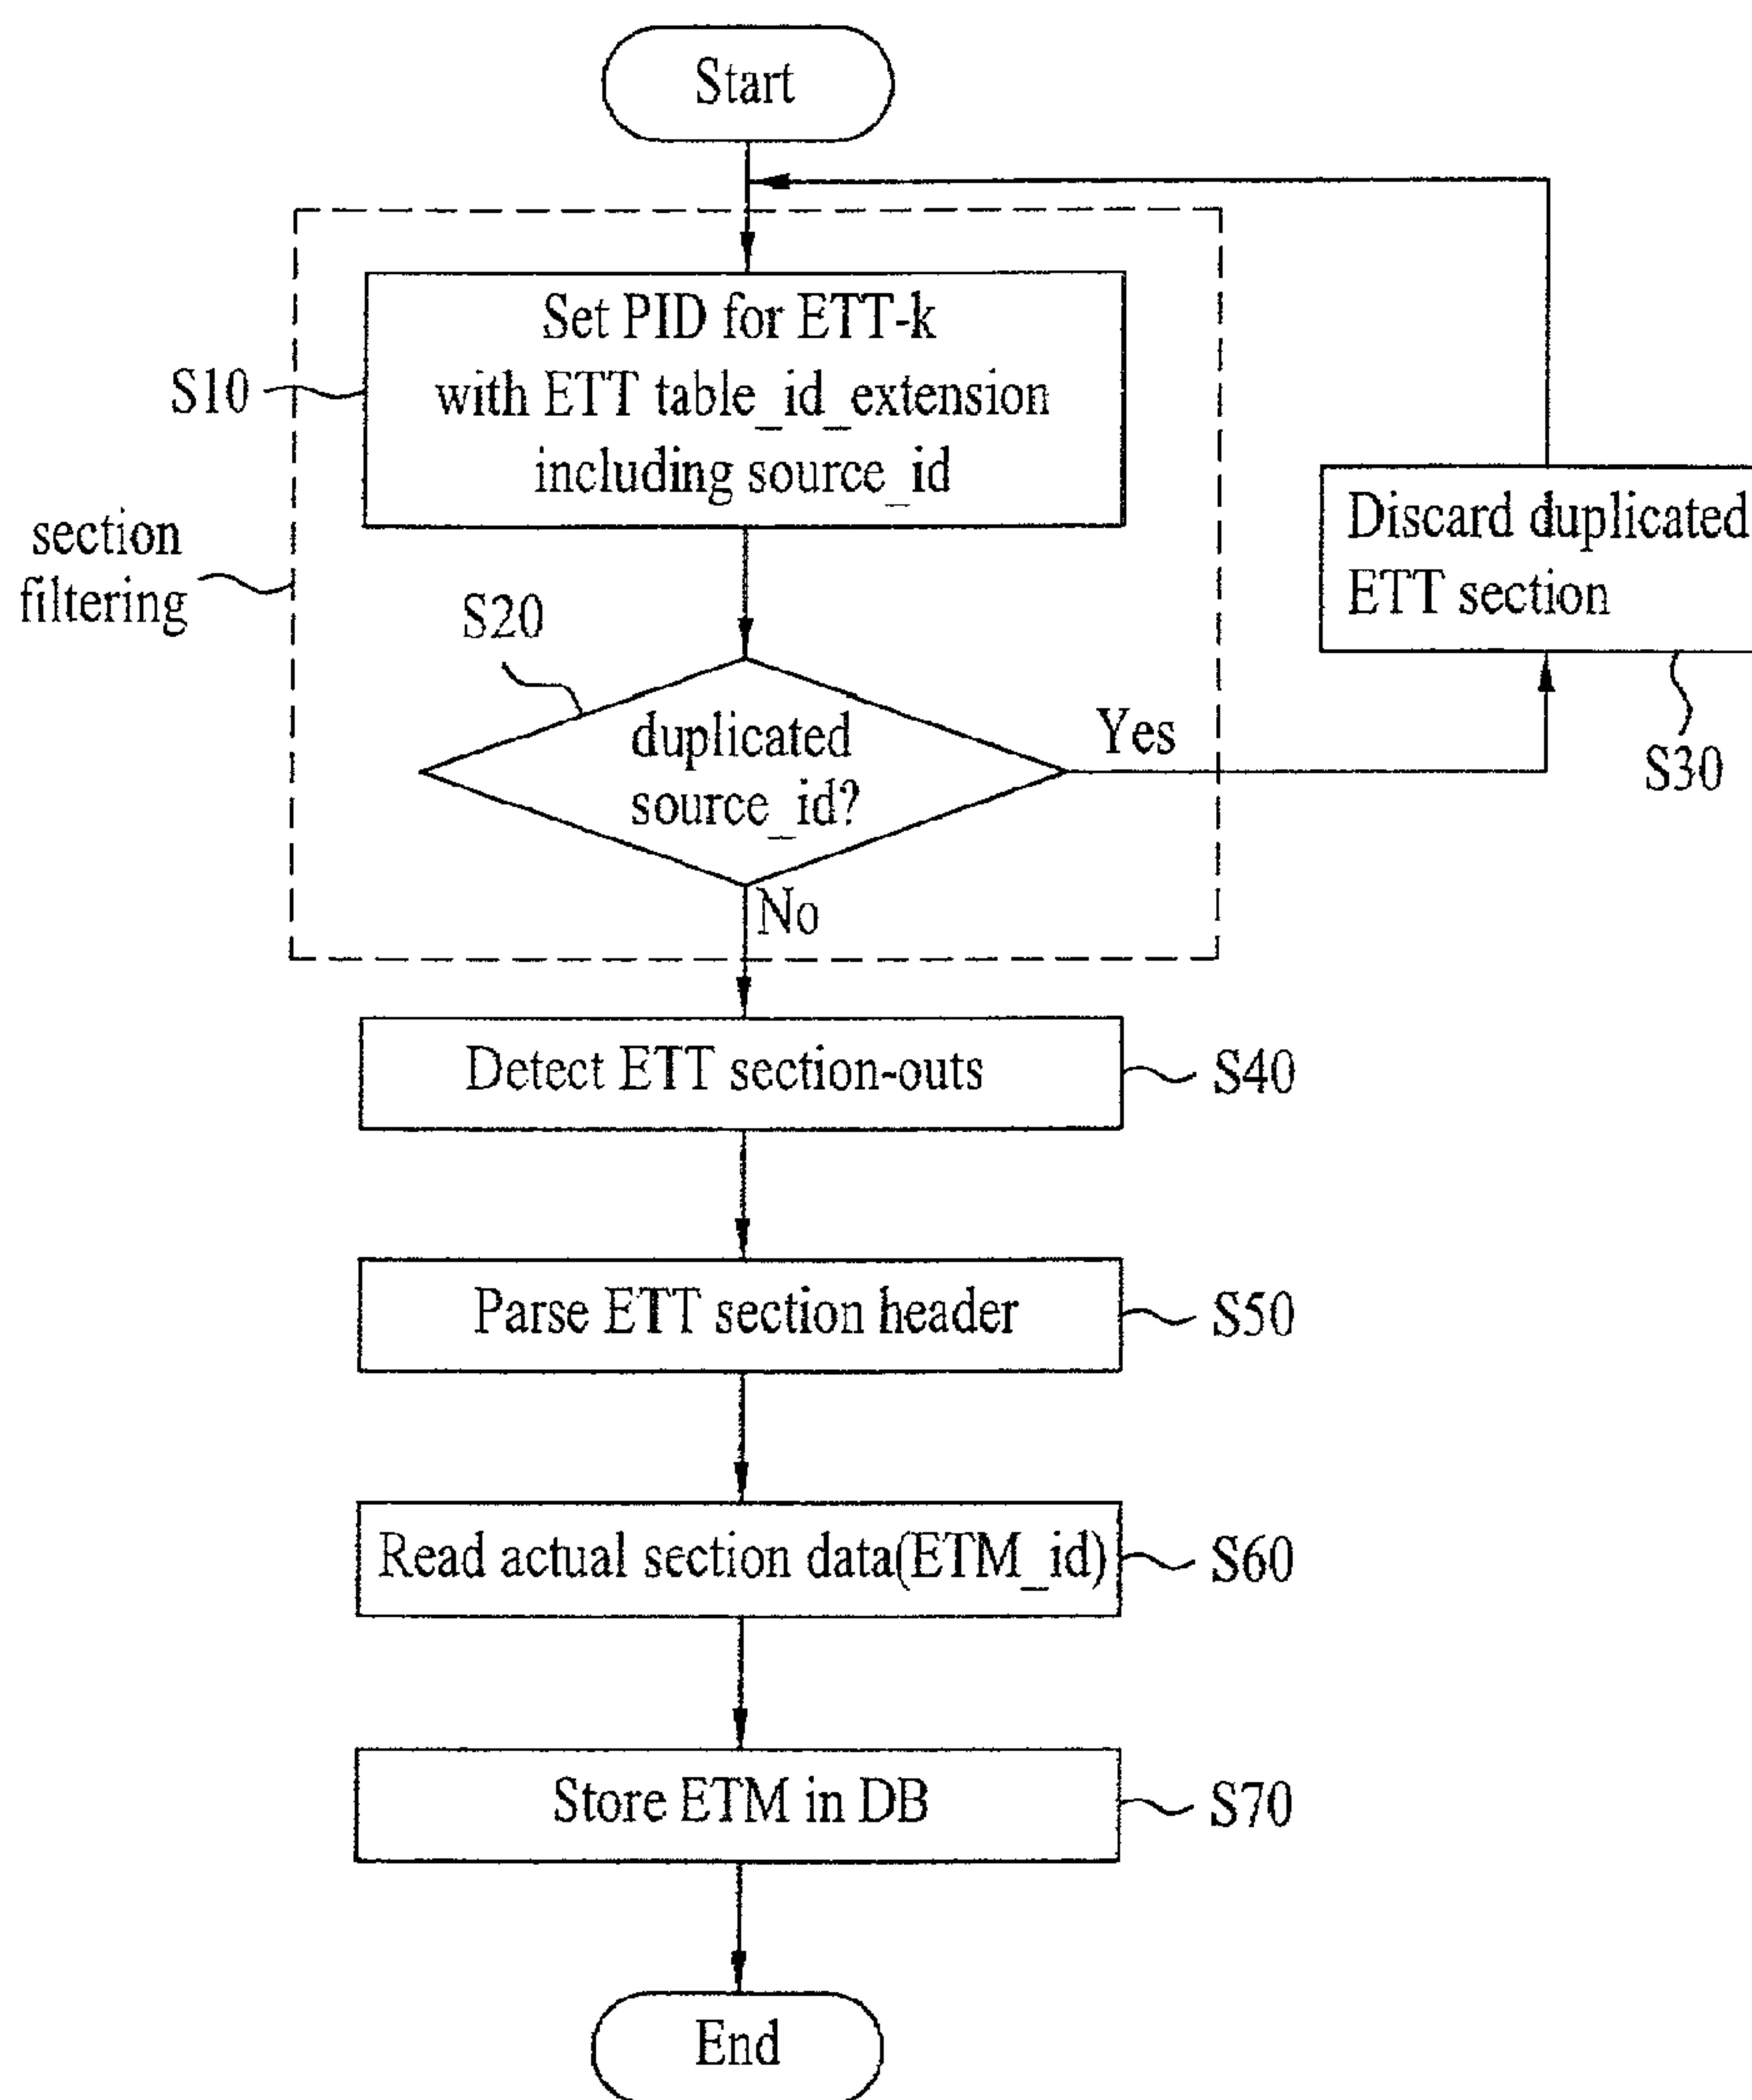 Start
Set PID for ETT-k
with ETT table_id_extension
including source_id
S10
section
filtering
Discard duplicated
ETT section
S30
S20
duplicated
source_id?
Yes
No
Detect ETT section-outs
S40
Parse ETT section header
S50
Read actual section data(ETM_id)
S60
Store ETM in DB
S70
End